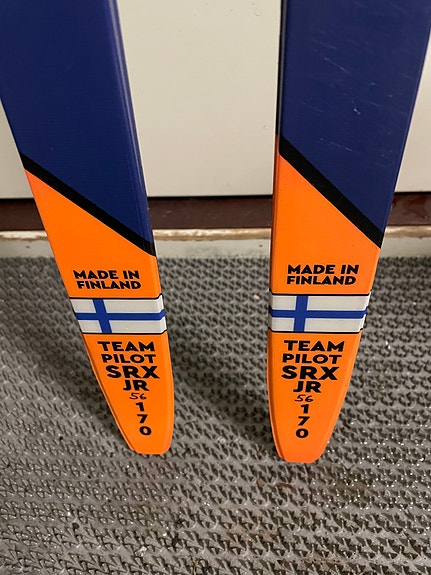 MADE IN
FINLAND
TEAM
PILOT
SRX
JR
56
170
MADE IN
FINLAND
TEAM
PILOT
SRX
JR
56
170